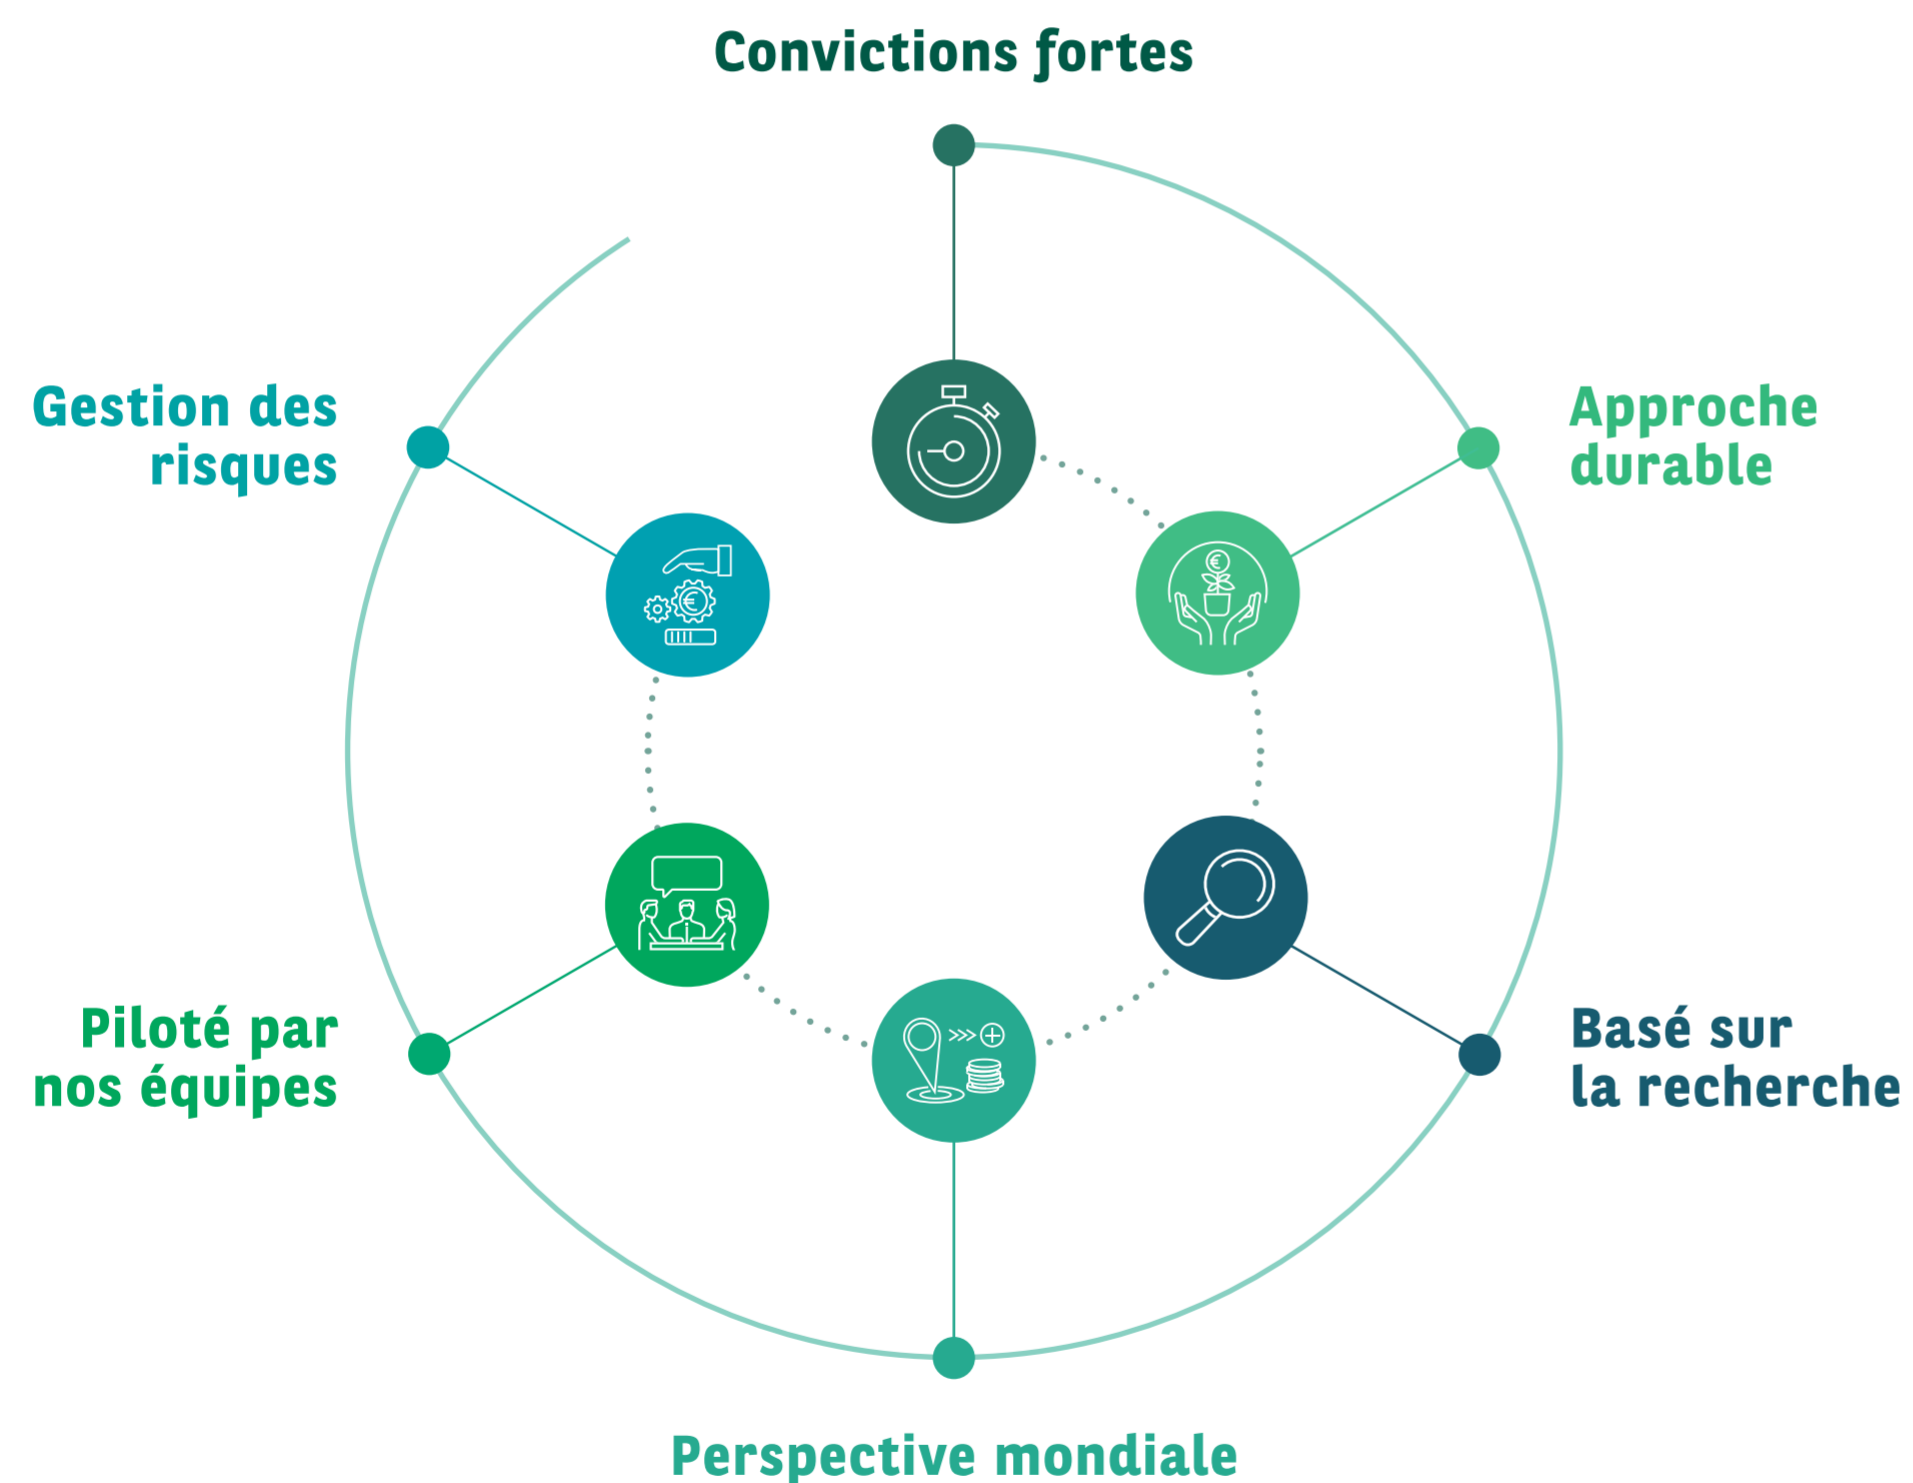 Convictions fortes
Approche
durable
Basé sur
la recherche
Perspective mondiale
Piloté par
nos équipes
Gestion des
risques